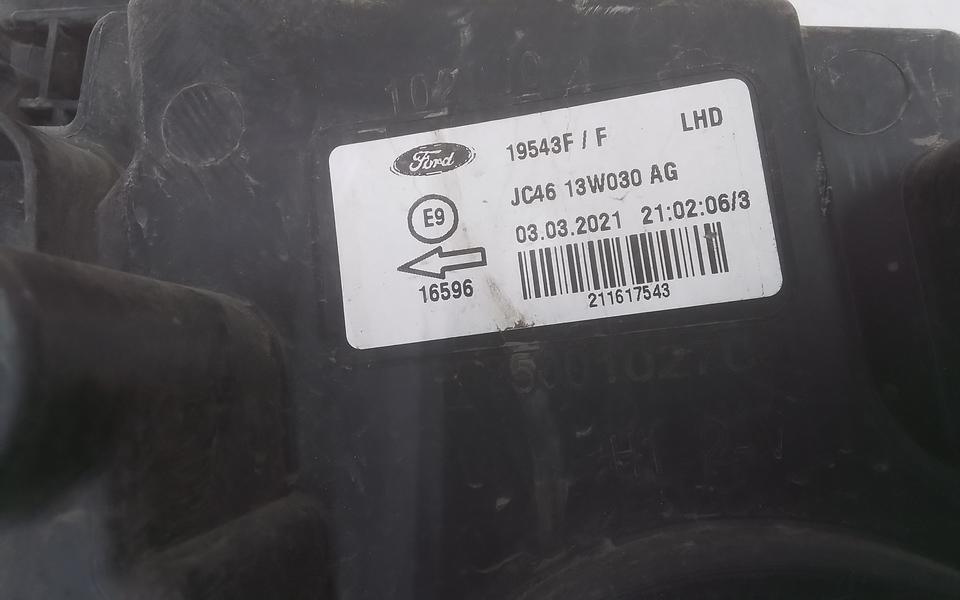 Ford
19543F / F
LHD
E9
JC46 13W030 AG
03.03.2021 21:02:06/3
16596
211617543